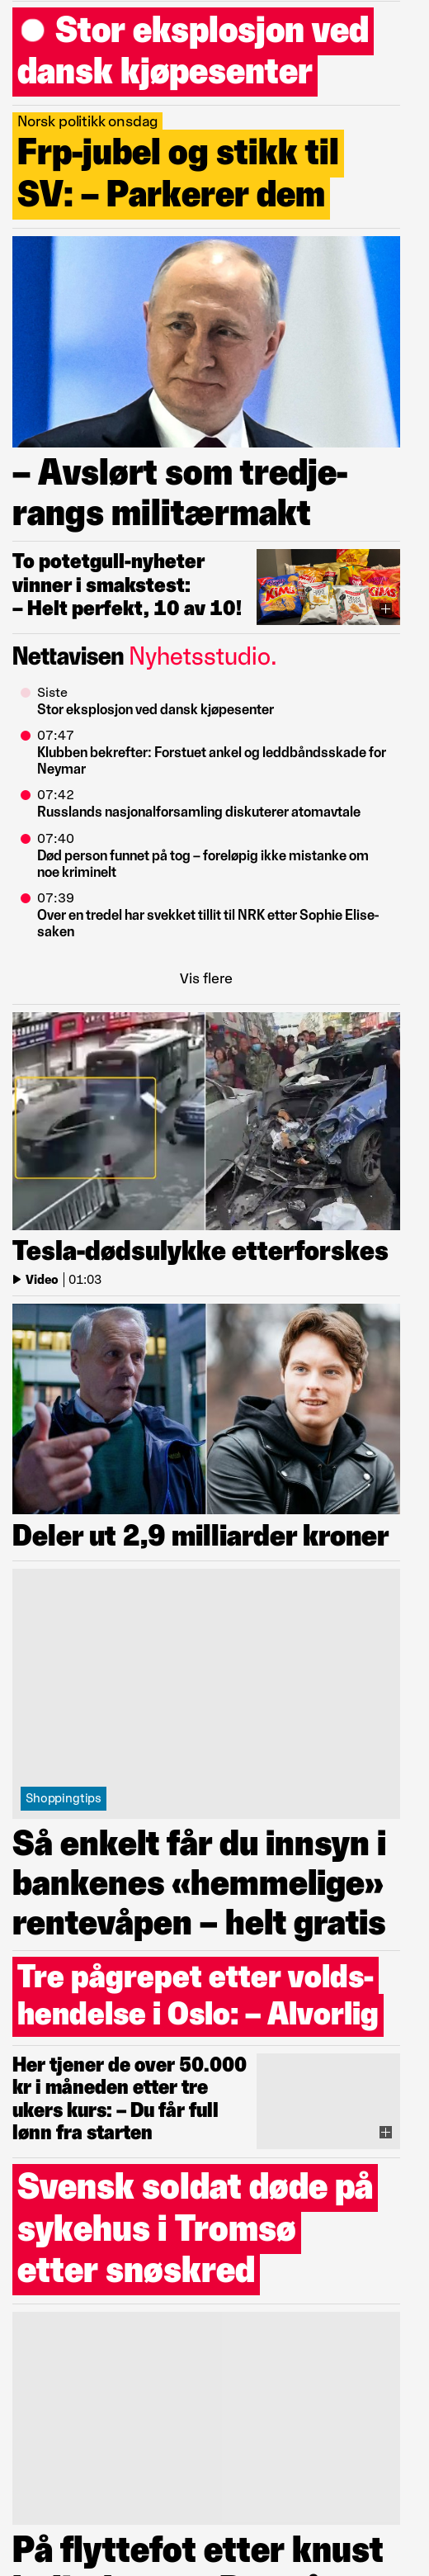 Stor eksplosjon ved
dansk kjøpesenter
Norsk politikk onsdag
Frp-jubel og stikk til
SV: – Parkerer dem
– Avslørt som tredje-
rangs militærmakt
To potetgull-nyheter
vinner i smakstest:
– Helt perfekt, 10 av 10!
KiMs
KiMs
Nettavisen Nyhetsstudio.
Siste
Stor eksplosjon ved dansk kjøpesenter
07:47
Klubben bekrefter: Forstuet ankel og leddbåndsskade for
Neymar
07:42
Russlands nasjonalforsamling diskuterer atomavtale
07:40
Død person funnet på tog – foreløpig ikke mistanke om
noe kriminelt
07:39
Over en tredel har svekket tillit til NRK etter Sophie Elise-
saken
Vis flere
Tesla-dødsulykke etterforskes
Video | 01:03
Deler ut 2,9 milliarder kroner
Shoppingtips
Så enkelt får du innsyn i
bankenes «hemmelige»
rentevåpen – helt gratis
Tre pågrepet etter volds-
hendelse i Oslo: – Alvorlig
Her tjener de over 50.000
kr i måneden etter tre
ukers kurs: – Du får full
lønn fra starten
Svensk soldat døde på
sykehus i Tromsø
etter snøskred
På flyttefot etter knust